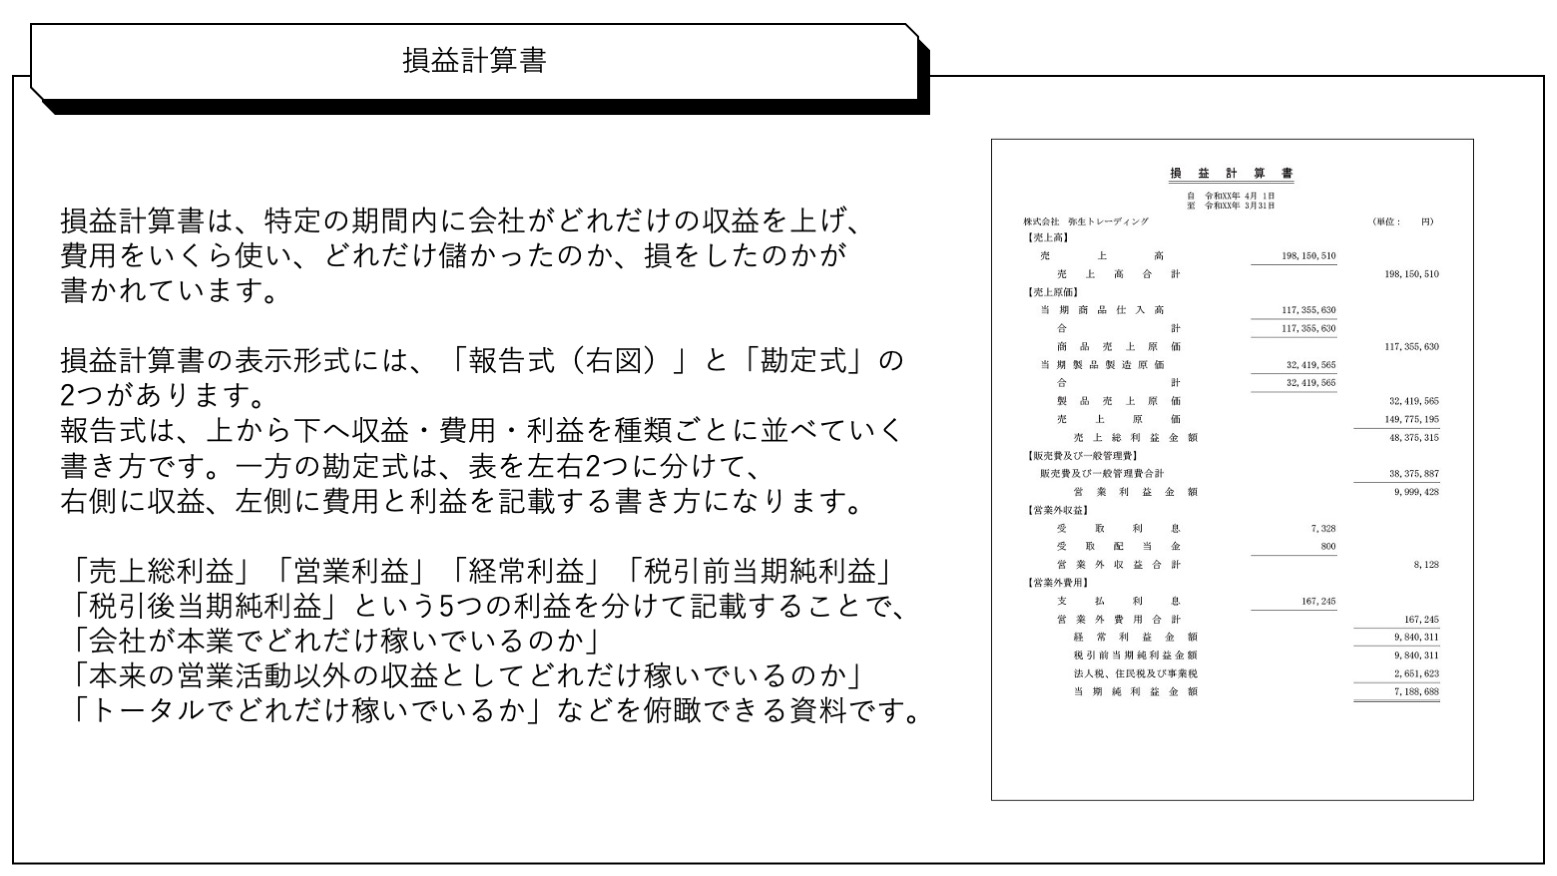 損益計算書
損益計算書は、特定の期間内に会社がどれだけの収益を上げ、
費用をいくら使い、どれだけ儲かったのか、損をしたのかが
書かれています。
損益計算書の表示形式には、「報告式（右図）」と「勘定式」の
2つがあります。
報告式は、上から下へ収益・費用・利益を種類ごとに並べていく
書き方です。一方の勘定式は、表を左右2つに分けて、
右側に収益、左側に費用と利益を記載する書き方になります。
「売上総利益」「営業利益」「経常利益」「税引前当期純利益」
「税引後当期純利益」という5つの利益を分けて記載することで、
「会社が本業でどれだけ稼いでいるのか」
「本来の営業活動以外の収益としてどれだけ稼いでいるのか」
「トータルでどれだけ稼いでいるか」などを俯瞰できる資料です。
損益計算書
自 令和XX年 4月 1日
至 令和XX年 3月31日
株式会社 弥生トレーディング （単位： 円）
【売上高】
売上高 198,150,510
売上高合計 198,150,510
【売上原価】
当期商品仕入高 117,355,630
合計 117,355,630
商品売上原価 117,355,630
当期製品製造原価 32,419,565
合計 32,419,565
製品売上原価 32,419,565
売上原価 149,775,195
売上総利益金額 48,375,315
【販売費及び一般管理費】
販売費及び一般管理費合計 38,375,887
営業利益金額 9,999,428
【営業外収益】
受取利息 7,328
受取配当金 800
営業外収益合計 8,128
【営業外費用】
支払利息 167,245
営業外費用合計 167,245
経常利益金額 9,840,311
税引前当期純利益金額 9,840,311
法人税、住民税及び事業税 2,651,623
当期純利益金額 7,188,688